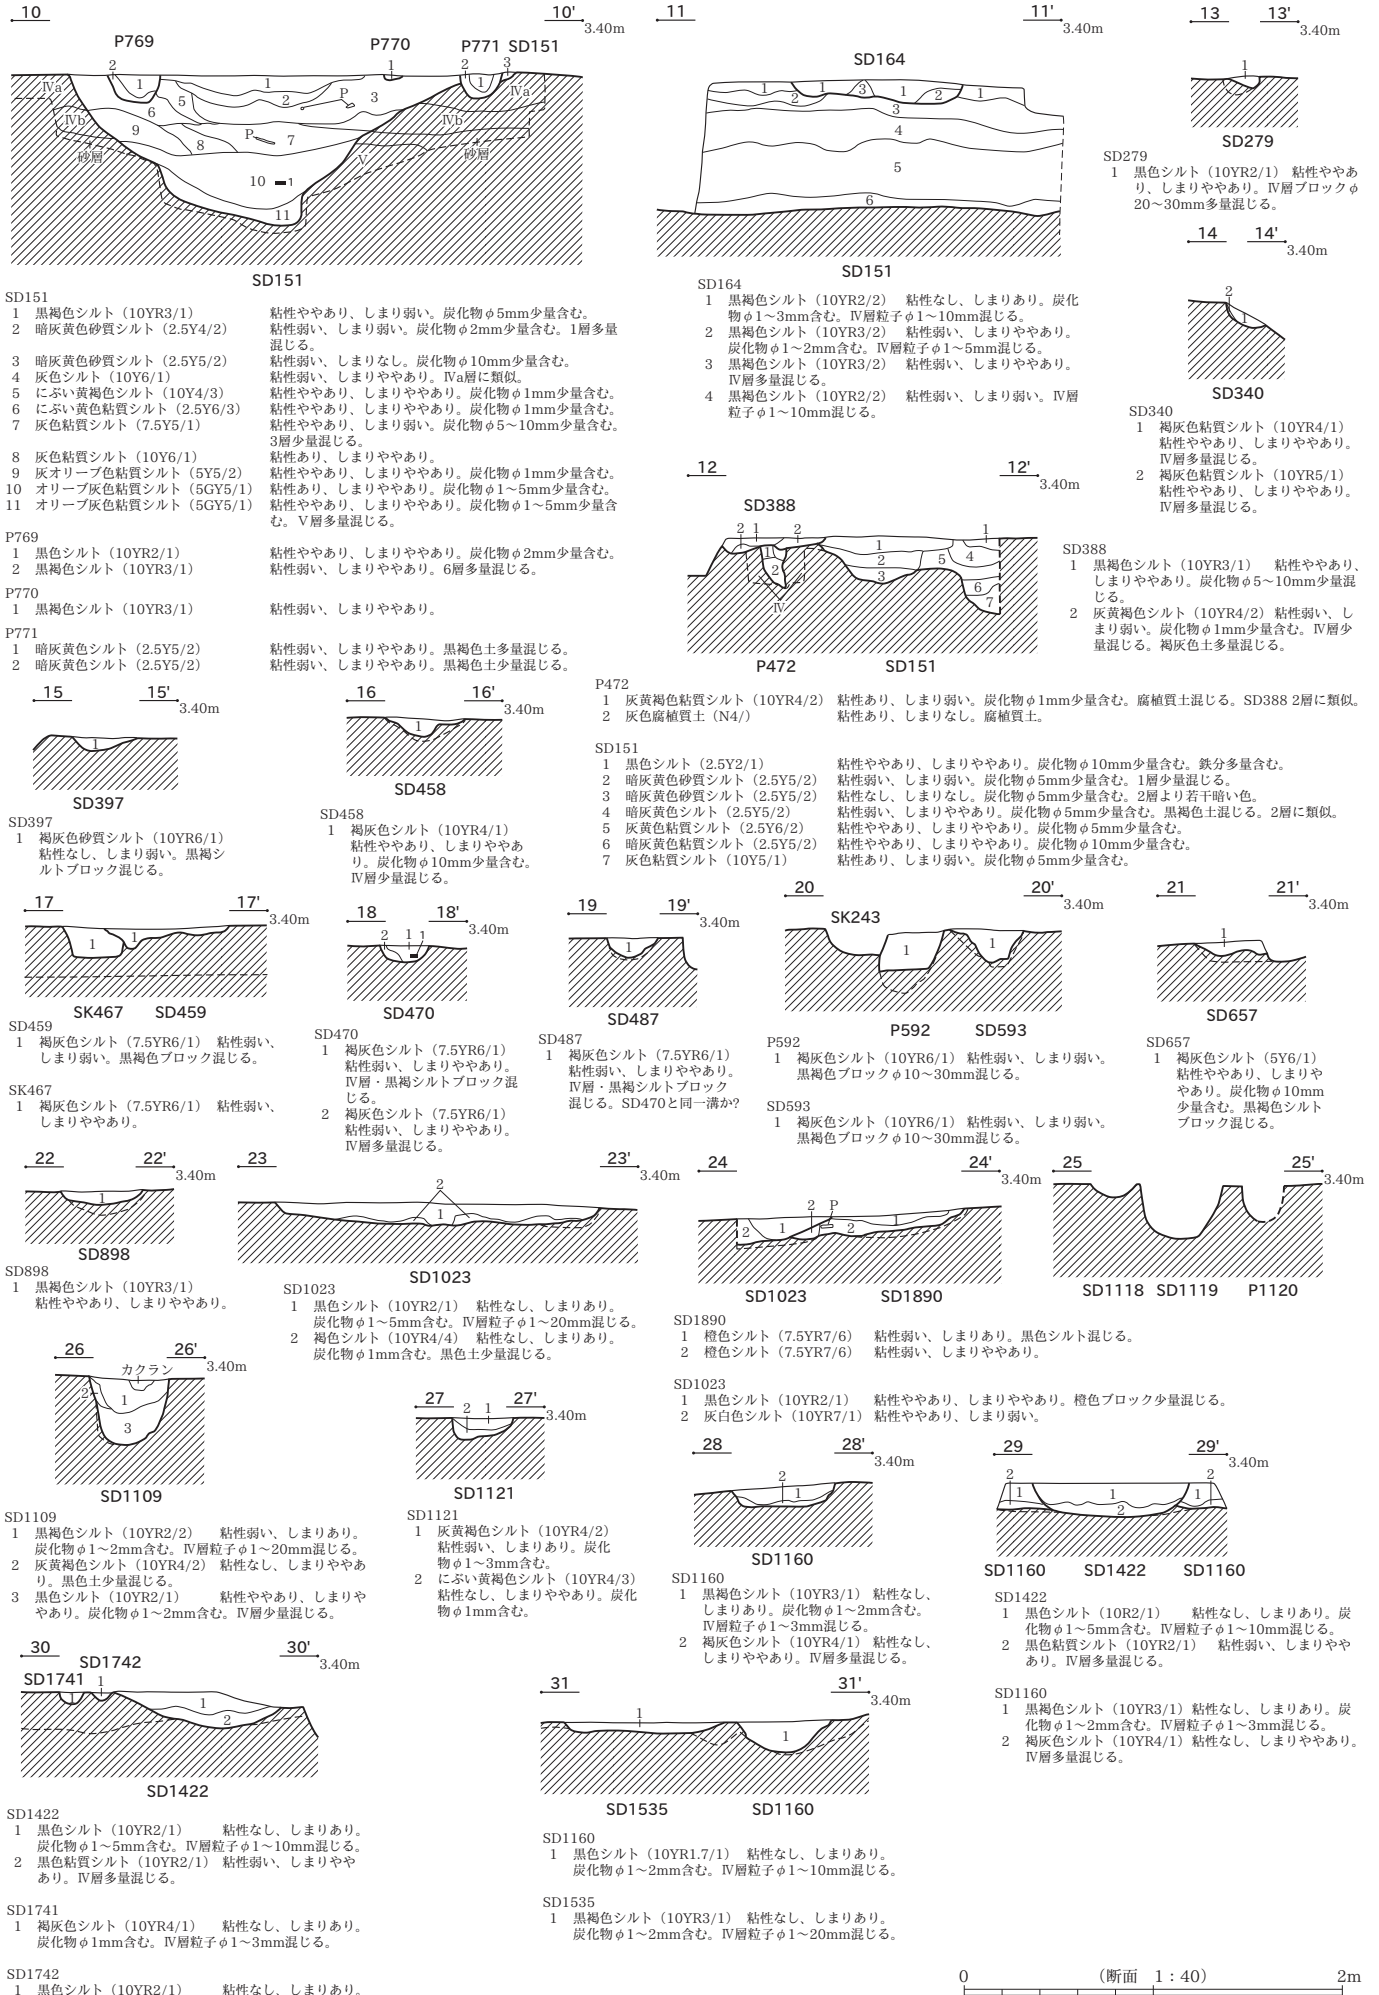 10 10' 3.40m
P769 P770 P771 SD151
2 1 1 2 3
Ⅳa 1 1 1 Ⅳa
5 2 P 3
Ⅳb 6 Ⅳb
9 P 7
砂層 8 Ⅴ 砂層
10 1
11
SD151
11 11' 3.40m
SD164
1 2 1 3 1 2 1
3
4
5
6
SD151
13 13' 3.40m
1
SD279
SD279
1 黒色シルト（10YR2/1）粘性ややあ
り、しまりややあり。Ⅳ層ブロックφ
20～30mm多量混じる。
14 14' 3.40m
2
1
SD340
SD340
1 褐灰色粘質シルト（10YR4/1）
粘性ややあり、しまりややあり。
Ⅳ層多量混じる。
2 褐灰色粘質シルト（10YR5/1）
粘性ややあり、しまりややあり。
Ⅳ層多量混じる。
SD151
1 黒褐色シルト（10YR3/1） 粘性ややあり、しまり弱い。炭化物φ5mm少量含む。
2 暗灰黄色砂質シルト（2.5Y4/2） 粘性弱い、しまり弱い。炭化物φ2mm少量含む。1層多量
混じる。
3 暗灰黄色砂質シルト（2.5Y5/2） 粘性弱い、しまりなし。炭化物φ10mm少量含む。
4 灰色シルト（10Y6/1） 粘性弱い、しまりややあり。Ⅳa層に類似。
5 にぶい黄褐色シルト（10Y4/3） 粘性ややあり、しまりややあり。炭化物φ1mm少量含む。
6 にぶい黄色粘質シルト（2.5Y6/3） 粘性ややあり、しまりややあり。炭化物φ1mm少量含む。
7 灰色粘質シルト（7.5Y5/1） 粘性ややあり、しまり弱い。炭化物φ5～10mm少量含む。
3層少量混じる。
8 灰色粘質シルト（10Y6/1） 粘性あり、しまりややあり。
9 灰オリーブ色粘質シルト（5Y5/2） 粘性ややあり、しまりややあり。炭化物φ1mm少量含む。
10 オリーブ灰色粘質シルト（5GY5/1） 粘性あり、しまりややあり。炭化物φ1～5mm少量含む。
11 オリーブ灰色粘質シルト（5GY5/1） 粘性ややあり、しまりややあり。炭化物φ1～5mm少量含
む。Ⅴ層多量混じる。
P769
1 黒色シルト（10YR2/1） 粘性ややあり、しまりややあり。炭化物φ2mm少量含む。
2 黒褐色シルト（10YR3/1） 粘性弱い、しまりややあり。6層多量混じる。
P770
1 黒褐色シルト（10YR3/1） 粘性弱い、しまりややあり。
P771
1 暗灰黄色シルト（2.5Y5/2） 粘性弱い、しまりややあり。黒褐色土多量混じる。
2 暗灰黄色シルト（2.5Y5/2） 粘性弱い、しまりややあり。黒褐色土少量混じる。
SD164
1 黒褐色シルト（10YR2/2） 粘性なし、しまりあり。炭化
物φ1～3mm含む。Ⅳ層粒子φ1～10mm混じる。
2 黒褐色シルト（10YR3/2） 粘性弱い、しまりややあり。
炭化物φ1～2mm含む。Ⅳ層粒子φ1～5mm混じる。
3 黒褐色シルト（10YR3/2） 粘性弱い、しまりややあり。
Ⅳ層多量混じる。
4 黒褐色シルト（10YR2/2） 粘性弱い、しまり弱い。Ⅳ層
粒子φ1～10mm混じる。
12 12' 3.40m
SD388
2 1 2 1
1 1
2 2 5 4
3 6
Ⅳ 7
P472 SD151
SD388
1 黒褐色シルト（10YR3/1） 粘性ややあり、
しまりややあり。炭化物φ5～10mm少量混
じる。
2 灰黄褐色シルト（10YR4/2）粘性弱い、し
まり弱い。炭化物φ1mm少量含む。Ⅳ層少
量混じる。褐灰色土多量混じる。
P472
1 灰黄褐色粘質シルト（10YR4/2） 粘性あり、しまり弱い。炭化物φ1mm少量含む。腐植質土混じる。SD388 2層に類似。
2 灰色腐植質土（N4/） 粘性あり、しまりなし。腐植質土。
SD151
1 黒色シルト（2.5Y2/1） 粘性ややあり、しまりややあり。炭化物φ10mm少量含む。鉄分多量含む。
2 暗灰黄色砂質シルト（2.5Y5/2） 粘性弱い、しまり弱い。炭化物φ5mm少量含む。1層少量混じる。
3 暗灰黄色砂質シルト（2.5Y5/2） 粘性なし、しまりなし。炭化物φ5mm少量含む。2層より若干暗い色。
4 暗灰黄色シルト（2.5Y5/2） 粘性弱い、しまりややあり。炭化物φ5mm少量含む。黒褐色土混じる。2層に類似。
5 灰黄色粘質シルト（2.5Y6/2） 粘性ややあり、しまりややあり。炭化物φ5mm少量含む。
6 暗灰黄色シルト（2.5Y5/2） 粘性ややあり、しまりややあり。炭化物φ10mm少量含む。
7 灰色粘質シルト（10Y5/1） 粘性あり、しまり弱い。炭化物φ5mm少量含む。
15 15' 3.40m
1
SD397
SD397
1 褐灰色砂質シルト（10YR6/1）
粘性なし、しまり弱い。黒褐シ
ルトブロック混じる。
16 16' 3.40m
1
SD458
SD458
1 褐灰色シルト（10YR4/1）
粘性ややあり、しまりややあ
り。炭化物φ10mm少量含む。
Ⅳ層少量混じる。
17 17' 3.40m
1 1
SK467 SD459
SD459
1 褐灰色シルト（7.5YR6/1） 粘性弱い、
しまり弱い。黒褐色ブロック混じる。
SK467
1 褐灰色シルト（7.5YR6/1） 粘性弱い、
しまりややあり。
18 18' 3.40m
2 1 1
SD470
SD470
1 褐灰色シルト（7.5YR6/1）
粘性弱い、しまりややあり。
Ⅳ層・黒褐シルトブロック混
じる。
2 褐灰色シルト（7.5YR6/1）
粘性弱い、しまりややあり。
Ⅳ層多量混じる。
19 19' 3.40m
1
SD487
SD487
1 褐灰色シルト（7.5YR6/1）
粘性弱い、しまりややあり。
Ⅳ層・黒褐シルトブロック
混じる。SD470と同一溝か?
20 20' 3.40m
SK243
1 1
P592 SD593
P592
1 褐灰色シルト（10YR6/1） 粘性弱い、しまり弱い。
黒褐色ブロックφ10～30mm混じる。
SD593
1 褐灰色シルト（10YR6/1） 粘性弱い、しまり弱い。
黒褐色ブロックφ10～30mm混じる。
21 21' 3.40m
1
SD657
SD657
1 褐灰色シルト（5Y6/1）
粘性ややあり、しまりや
やあり。炭化物φ10mm
少量含む。黒褐色シルト
ブロック混じる。
22 22' 3.40m
1
SD898
SD898
1 黒褐色シルト（10YR3/1）
粘性ややあり、しまりややあり。
23 23' 3.40m
2
1
SD1023
SD1023
1 黒色シルト（10YR2/1） 粘性なし、しまりあり。
炭化物φ1～5mm含む。Ⅳ層粒子φ1～20mm混じる。
2 褐色シルト（10YR4/4） 粘性なし、しまりあり。
炭化物φ1mm含む。黒色土少量混じる。
24 24' 3.40m
2 P
2 1 2 1
SD1023 SD1890
SD1890
1 橙色シルト（7.5YR7/6） 粘性弱い、しまりあり。黒色シルト混じる。
2 橙色シルト（7.5YR7/6） 粘性弱い、しまりややあり。
SD1023
1 黒色シルト（10YR2/1） 粘性ややあり、しまりややあり。橙色ブロック少量混じる。
2 灰白色シルト（10YR7/1）粘性ややあり、しまり弱い。
25 25' 3.40m
SD1118 SD1119 P1120
26 26' 3.40m
カクラン
2 1
3
SD1109
SD1109
1 黒褐色シルト（10YR2/2） 粘性弱い、しまりあり。
炭化物φ1～2mm含む。Ⅳ層粒子φ1～20mm混じる。
2 灰黄褐色シルト（10YR4/2）粘性なし、しまりややあ
り。黒色土少量混じる。
3 黒色シルト（10YR2/1） 粘性ややあり、しまりや
やあり。炭化物φ1～2mm含む。Ⅳ層少量混じる。
27 27' 3.40m
2 1
SD1121
SD1121
1 灰黄褐色シルト（10YR4/2）
粘性弱い、しまりあり。炭化
物φ1～3mm含む。
2 にぶい黄褐色シルト（10YR4/3）
粘性なし、しまりややあり。炭化
物φ1mm含む。
28 28' 3.40m
2
1
SD1160
SD1160
1 黒褐色シルト（10YR3/1）粘性なし、
しまりあり。炭化物φ1～2mm含む。
Ⅳ層粒子φ1～3mm混じる。
2 褐灰色シルト（10YR4/1）粘性なし、
しまりややあり。Ⅳ層多量混じる。
29 29' 3.40m
2 2
1 1 1
2
SD1160 SD1422 SD1160
SD1422
1 黒色シルト（10R2/1） 粘性なし、しまりあり。炭
化物φ1～5mm含む。Ⅳ層粒子φ1～10mm混じる。
2 黒色粘質シルト（10YR2/1） 粘性弱い、しまりやや
あり。Ⅳ層多量混じる。
SD1160
1 黒褐色シルト（10YR3/1）粘性なし、しまりあり。炭
化物φ1～2mm含む。Ⅳ層粒子φ1～3mm混じる。
2 褐灰色シルト（10YR4/1）粘性なし、しまりややあり。
Ⅳ層多量混じる。
30 30' 3.40m
SD1742
SD1741 1
1 1
2
SD1422
SD1422
1 黒色シルト（10YR2/1） 粘性なし、しまりあり。
炭化物φ1～5mm含む。Ⅳ層粒子φ1～10mm混じる。
2 黒色粘質シルト（10YR2/1） 粘性弱い、しまりやや
あり。Ⅳ層多量混じる。
SD1741
1 褐灰色シルト（10YR4/1） 粘性なし、しまりあり。
炭化物φ1mm含む。Ⅳ層粒子φ1～3mm混じる。
SD1742
1 黒色シルト（10YR2/1） 粘性なし、しまりあり。
31 31' 3.40m
1
1
SD1535 SD1160
SD1160
1 黒色シルト（10YR1.7/1） 粘性なし、しまりあり。
炭化物φ1～2mm含む。Ⅳ層粒子φ1～10mm混じる。
SD1535
1 黒褐色シルト（10YR3/1） 粘性なし、しまりあり。
炭化物φ1～2mm含む。Ⅳ層粒子φ1～20mm混じる。
0 （断面 1：40） 2m